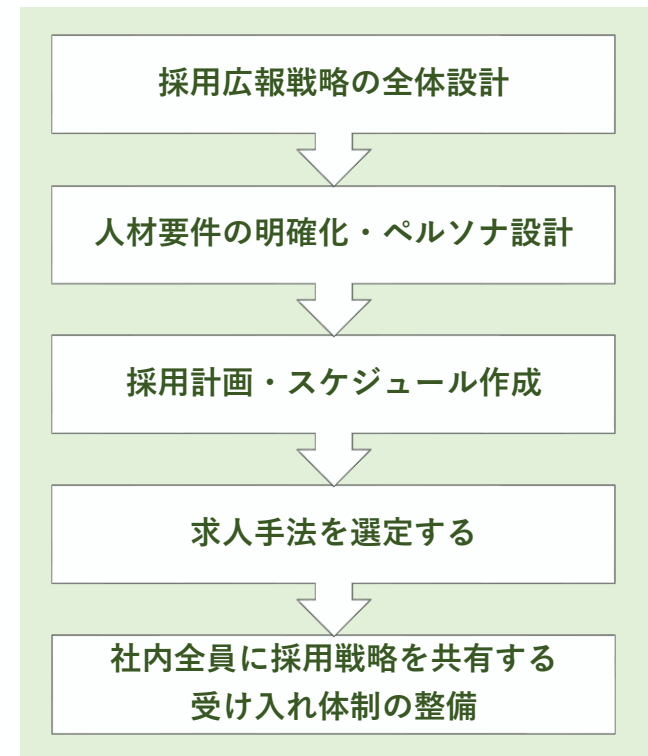 採用広報戦略の全体設計
人材要件の明確化・ペルソナ設計
採用計画・スケジュール作成
求人手法を選定する
社内全員に採用戦略を共有する
受け入れ体制の整備